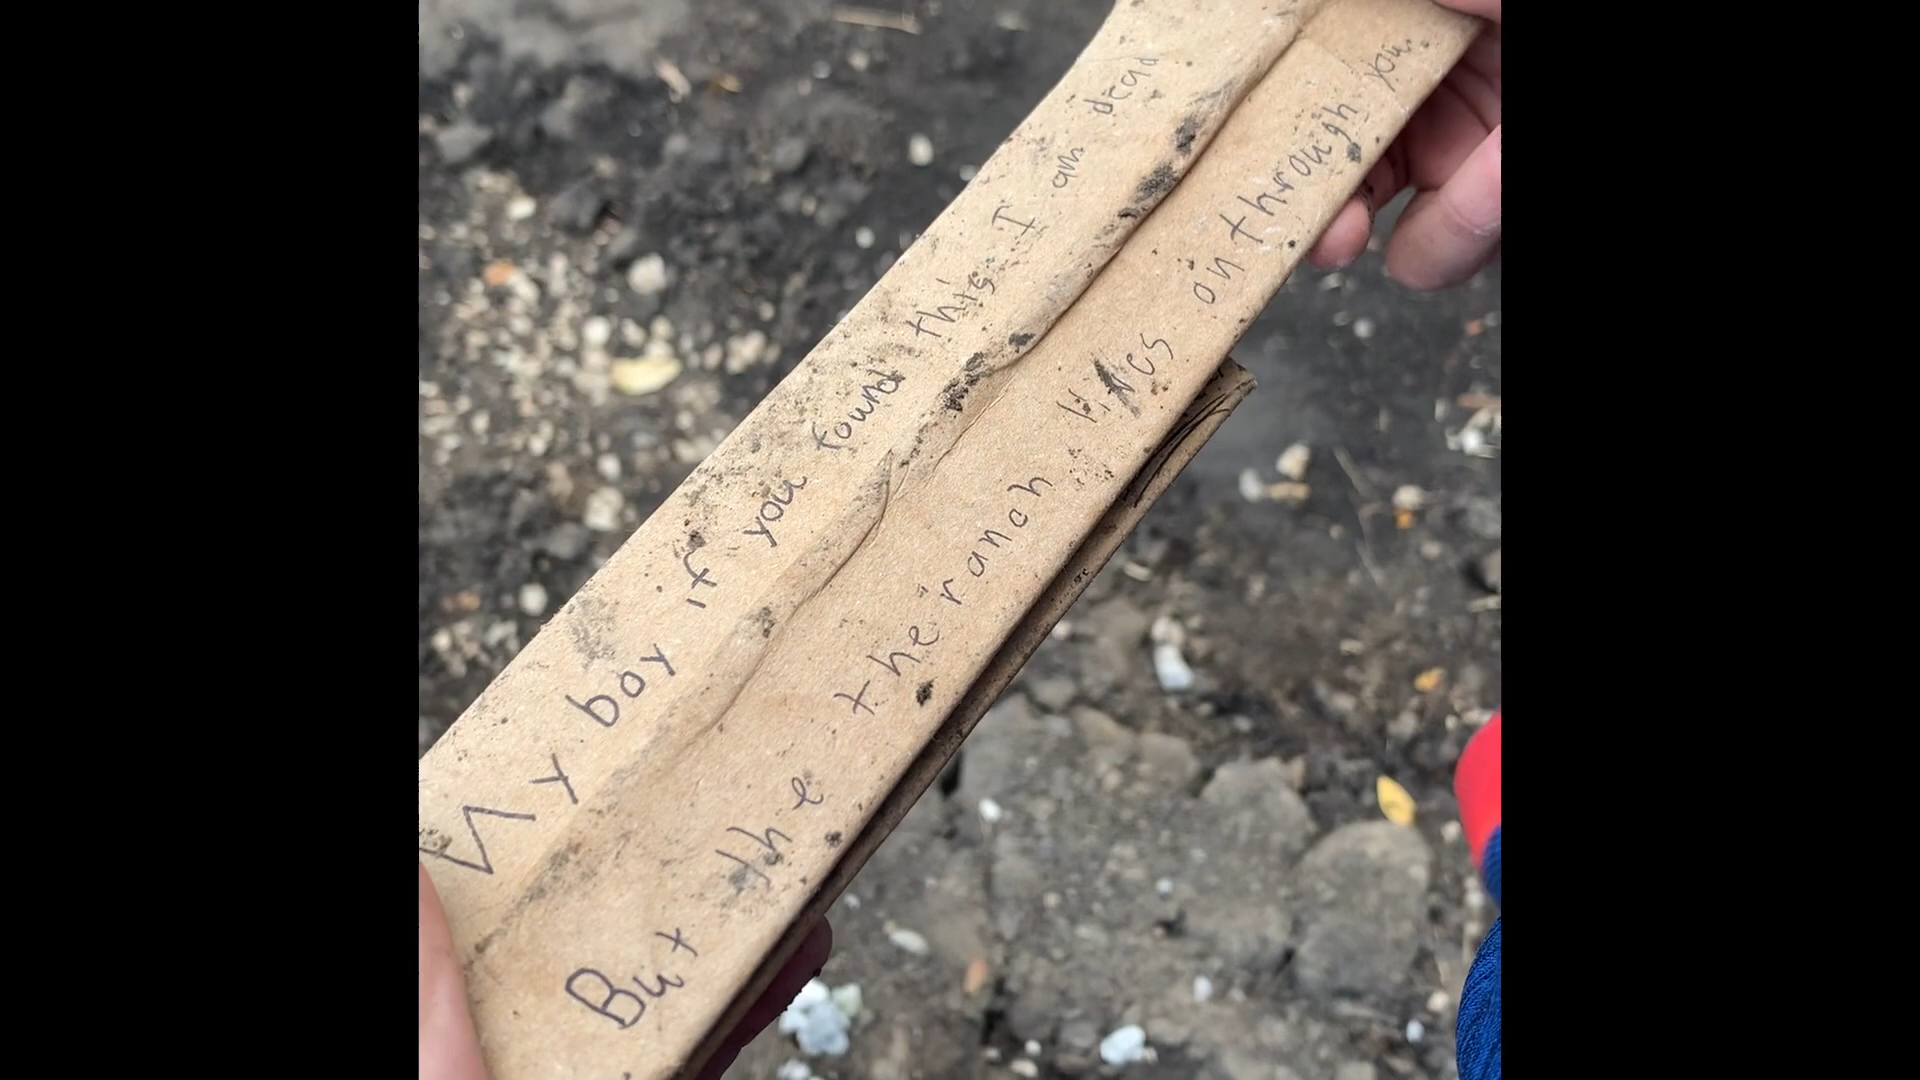 My boy if you found this I am dead
But the the ranch lives on through you.